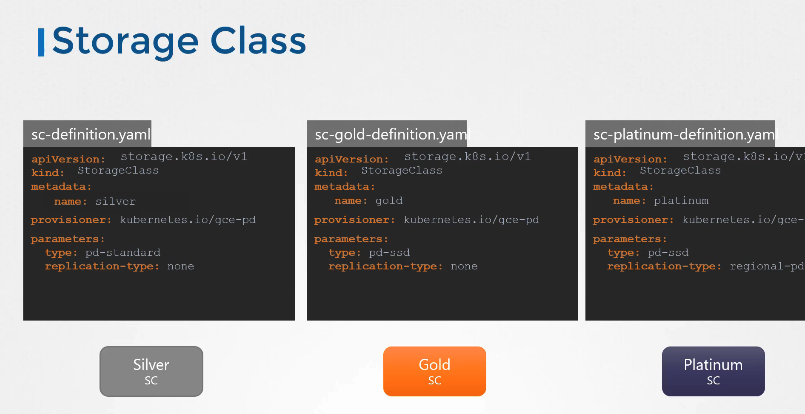 Storage Class
sc-definition.yaml
apiVersion: storage.k8s.io/v1
kind: StorageClass
metadata:
name: silver
provisioner: kubernetes.io/gce-pd
parameters:
type: pd-standard
replication-type: none
Silver
SC
sc-gold-definition.yam
apiVersion: storage.k8s.io/v1
kind: StorageClass
metadata:
name: gold
provisioner: kubernetes.io/gce-pd
parameters:
type: pd-ssd
replication-type: none
Gold
SC
sc-platinum-definition.yam
apiVersion: storage.k8s.io/v
kind: StorageClass
metadata:
name: platinum
provisioner: kubernetes.io/gce-
parameters:
type: pd-ssd
replication-type: regional-pd
Platinum
SC